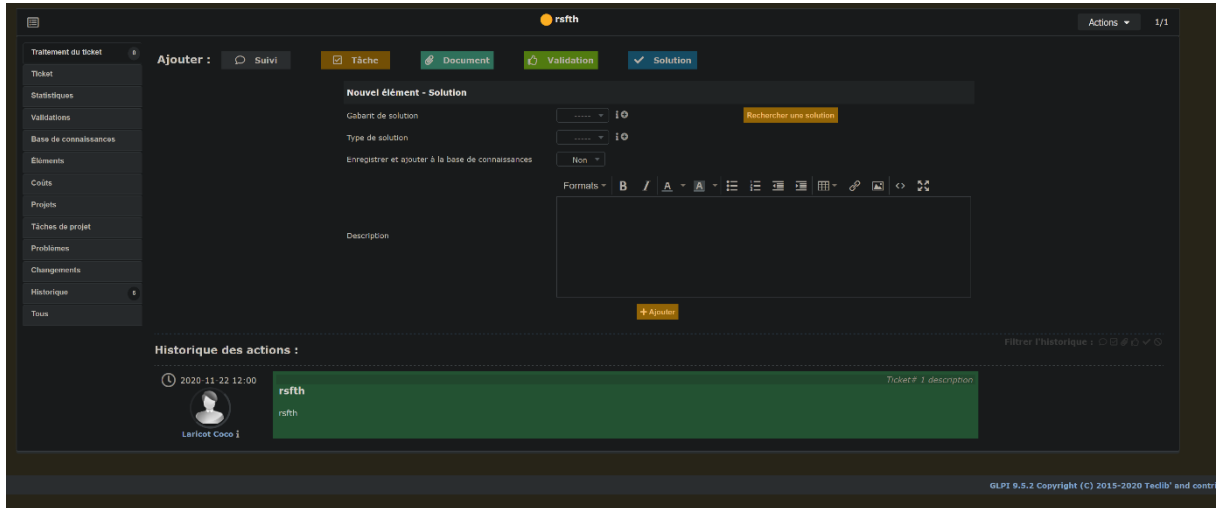 rsfth
Actions 1/1
Traitement du ticket 0
Ticket
Statistiques
Validations
Base de connaissances
Éléments
Coûts
Projets
Tâches de projet
Problèmes
Changements
Historique 0
Tous
Ajouter : Suivi Tâche Document Validation Solution
Nouvel élément - Solution
Gabarit de solution ----- Rechercher une solution
Type de solution -----
Enregistrer et ajouter à la base de connaissances Non
Formats B I A A
Description
+ Ajouter
Historique des actions :
Filtrer l'historique :
2020-11-22 12:00
Laricot Coco i
Ticket# 1 description
rsfth
rsfth
GLPI 9.5.2 Copyright (C) 2015-2020 Teclib' and contri